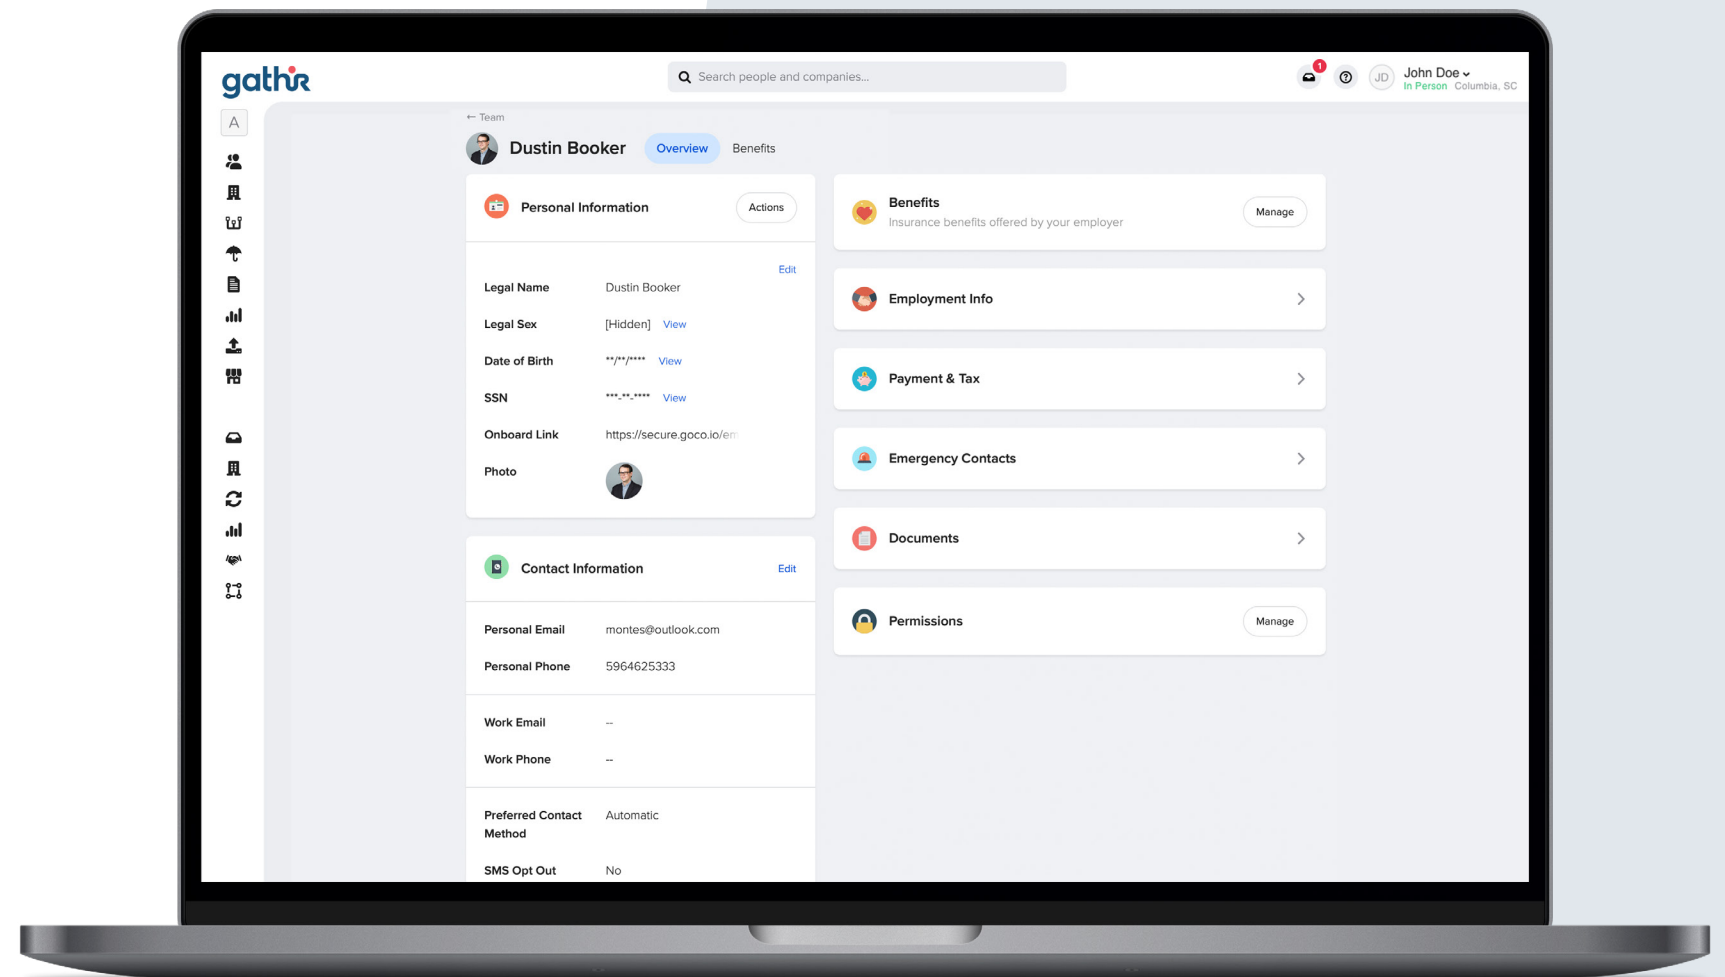 gathir
Search people and companies...
1
JD
John Doe
In Person Columbia, SC
A
← Team
Dustin Booker
Overview
Benefits
Personal Information
Actions
Edit
Legal Name Dustin Booker
Legal Sex [Hidden] View
Date of Birth **/**/**** View
SSN ***-**-**** View
Onboard Link https://secure.goco.io/em
Photo
Contact Information
Edit
Personal Email montes@outlook.com
Personal Phone 5964625333
Work Email --
Work Phone --
Preferred Contact Automatic
Method
SMS Opt Out No
Benefits
Insurance benefits offered by your employer
Manage
Employment Info
Payment & Tax
Emergency Contacts
Documents
Permissions
Manage